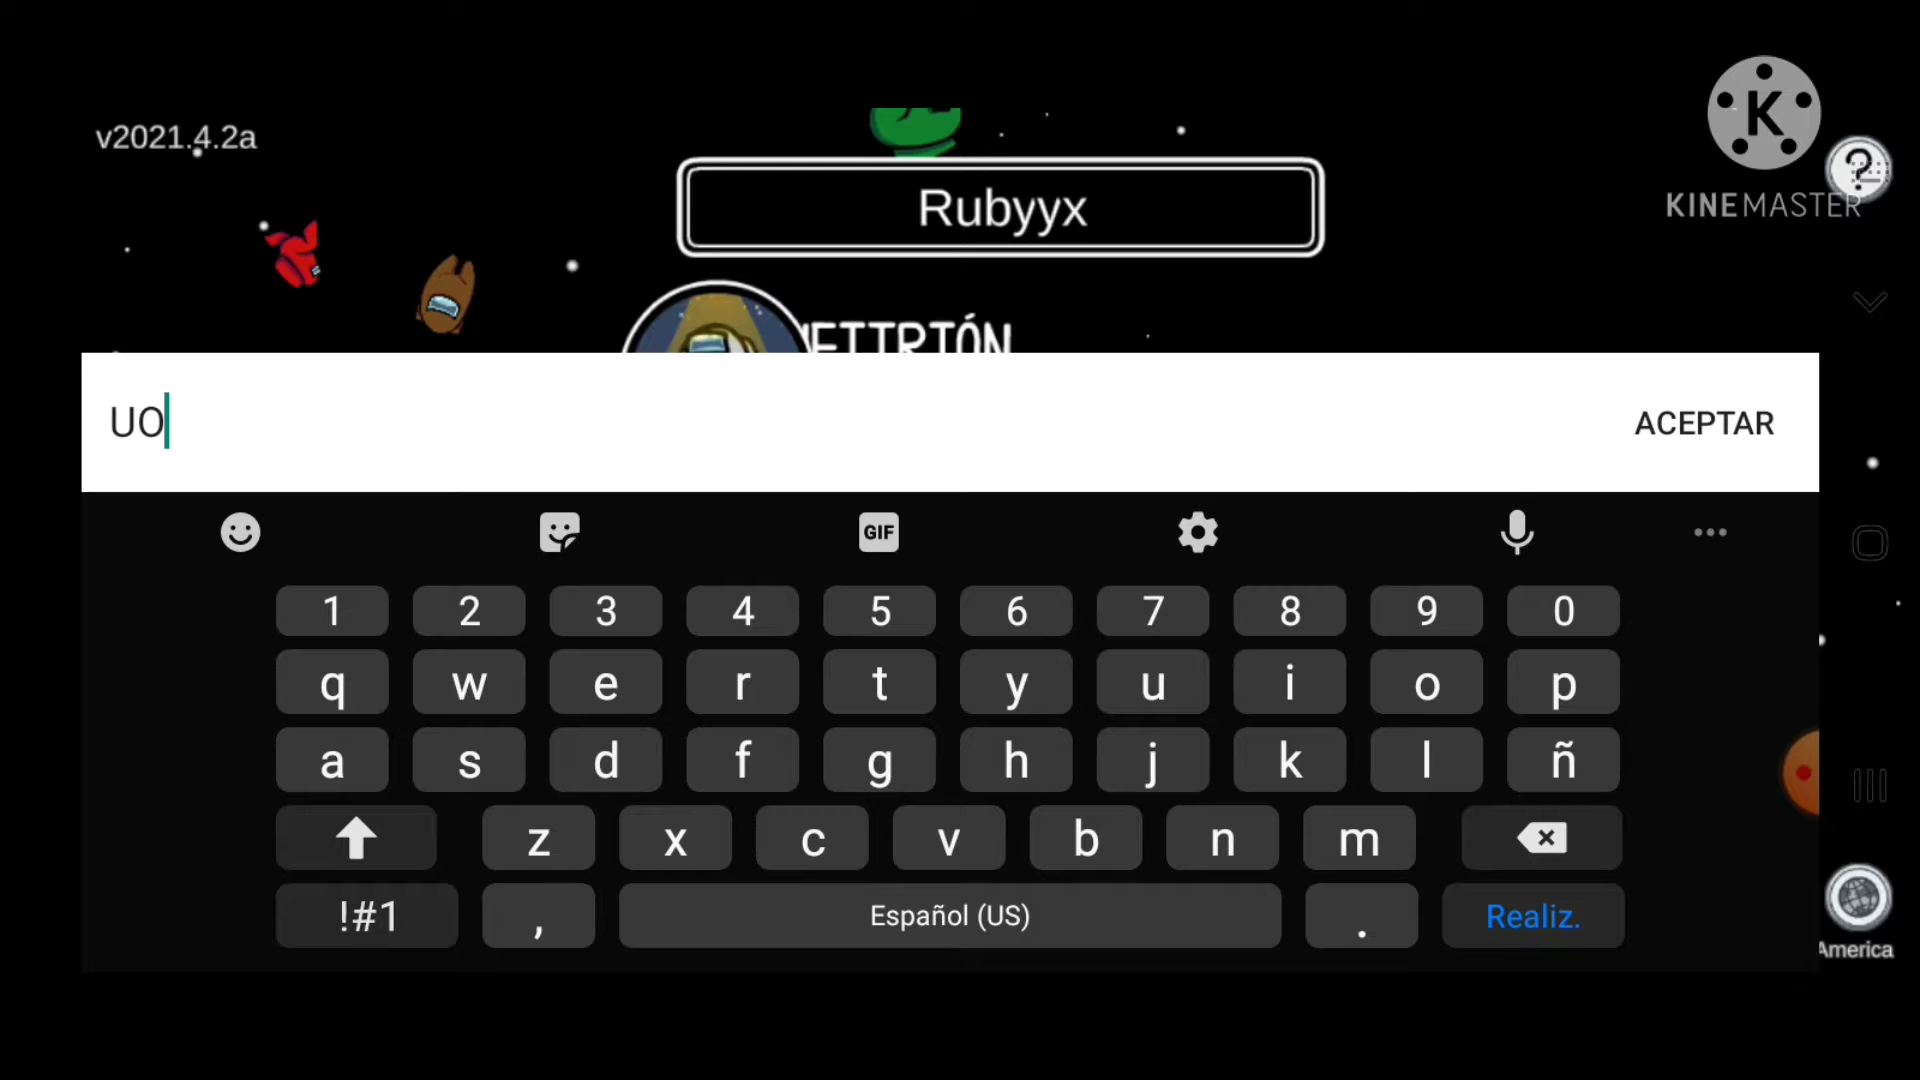 v2021.4.2a
K
KINEMASTER
?
Rubyyx
UO
ACEPTAR
GIF
1 2 3 4 5 6 7 8 9 0
q w e r t y u i o p
a s d f g h j k l ñ
z x c v b n m
!#1 , Español (US) . Realiz.
America